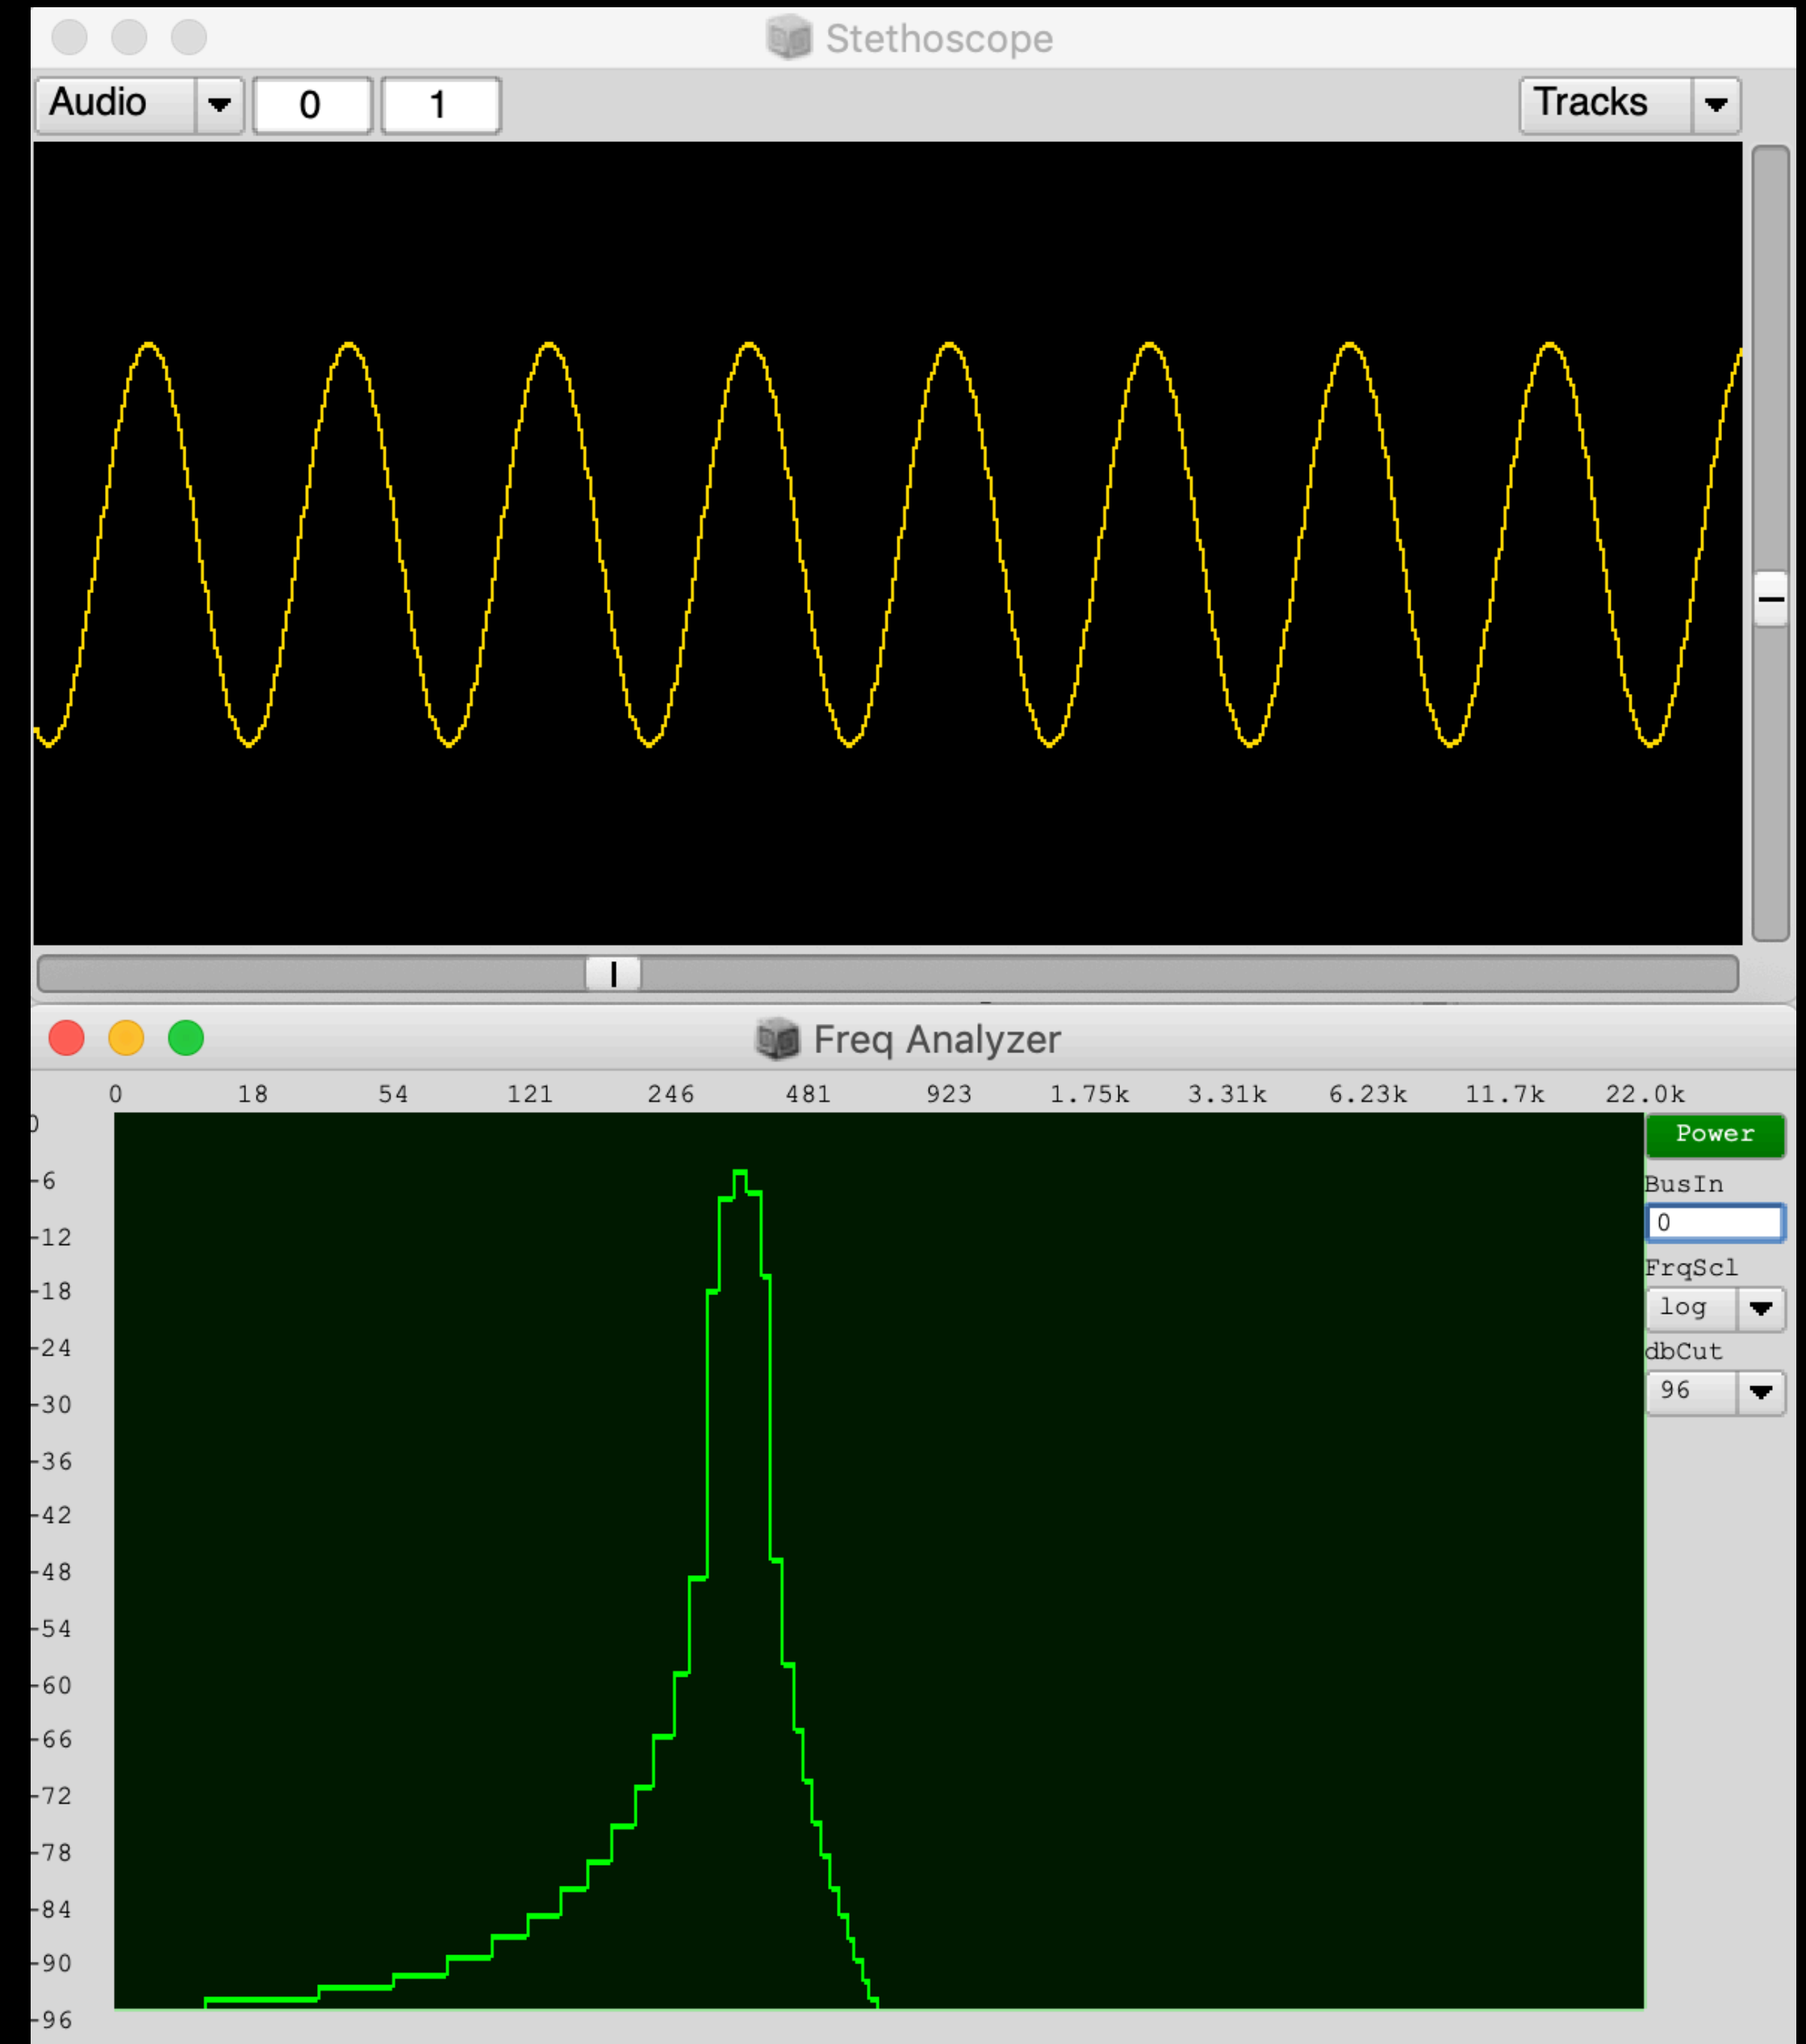 Stethoscope
Audio 0 1 Tracks
Freq Analyzer
0 18 54 121 246 481 923 1.75k 3.31k 6.23k 11.7k 22.0k
0
Power
-6
BusIn
0
-12
FrqScl
-18
log
-24
dbCut
96
-30
-36
-42
-48
-54
-60
-66
-72
-78
-84
-90
-96